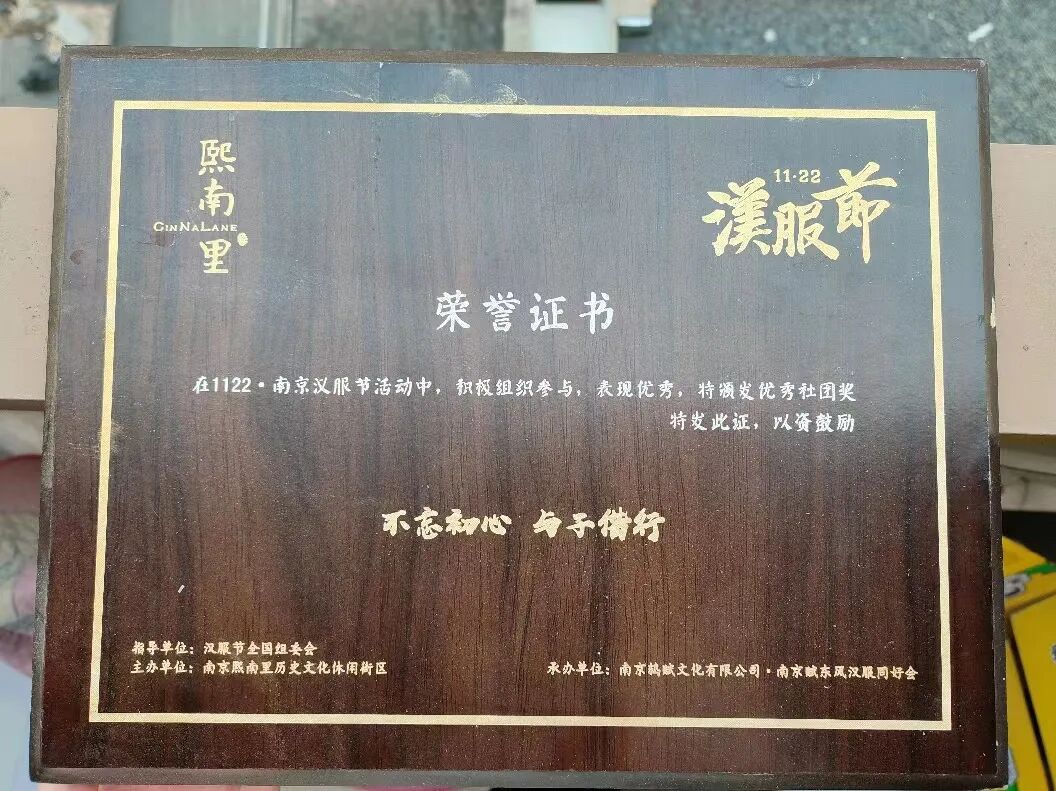 熙南里
GINNALANE
11·22
漢服節
荣誉证书
在1122·南京汉服节活动中，积极组织参与，表现优秀，特颁发优秀社团奖
特发此证，以资鼓励
不忘初心 与子偕行
指导单位：汉服节全国组委会
主办单位：南京熙南里历史文化休闲街区
承办单位：南京鹤赋文化有限公司·南京赋东风汉服同好会